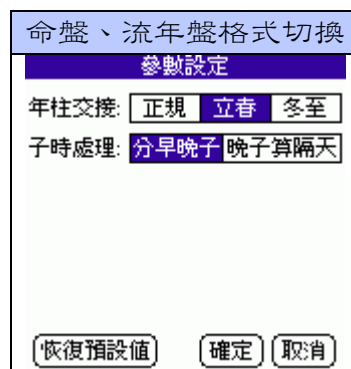 命盤、流年盤格式切換
參數設定
年柱交接: 正規 立春 冬至
子時處理: 分早晚子 晚子算隔天
恢復預設值 確定 取消